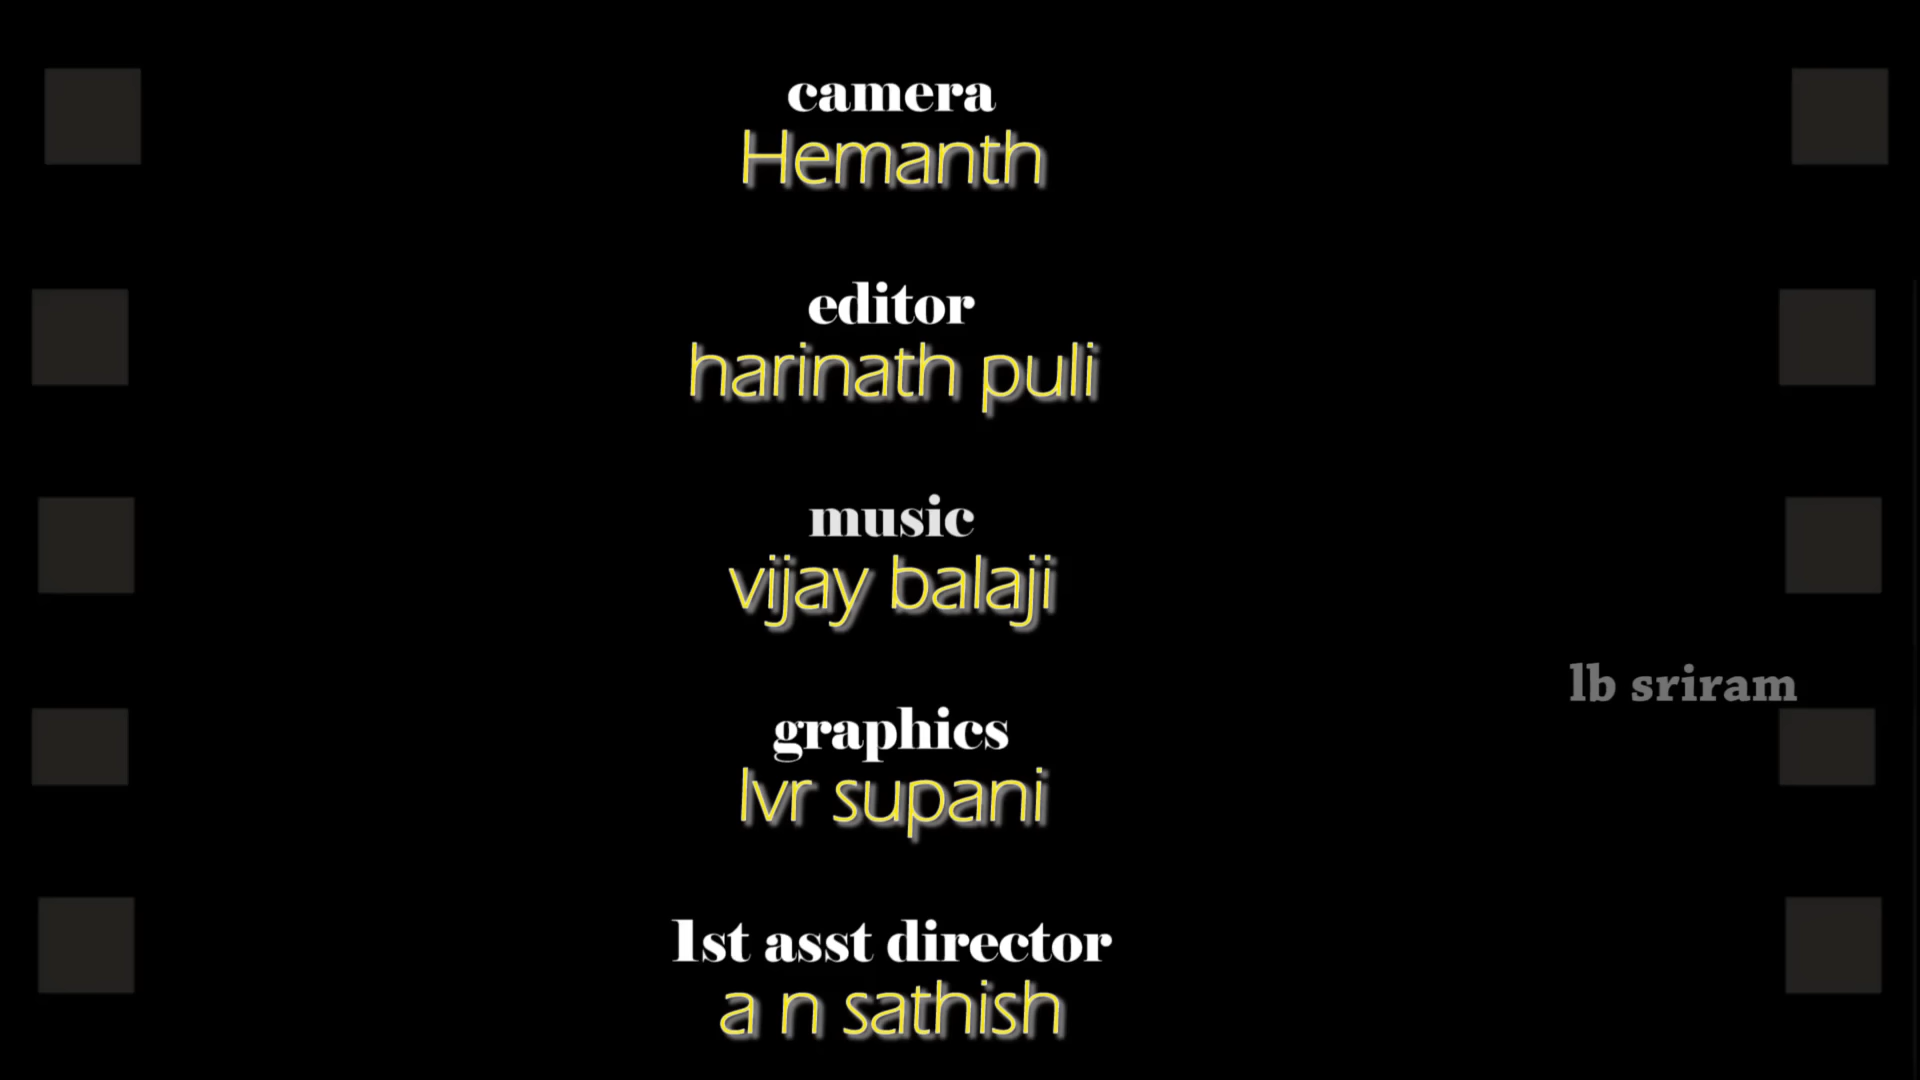 camera
Hemanth
editor
harinath puli
music
vijay balaji
lb sriram
graphics
lvr supani
1st asst director
a n sathish